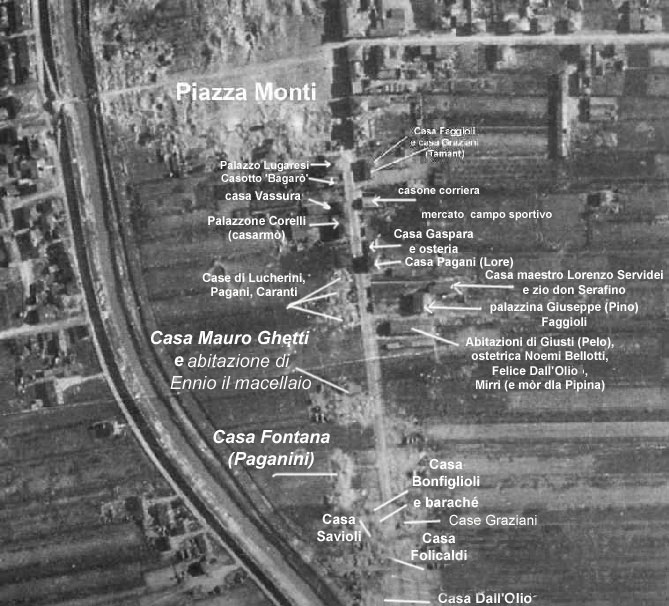 Piazza Monti
Casa Faggioli
e casa Graziani
(Tamant)
Palazzo Lugaresi
Casotto 'Bagarò'
casa Vassura
casone corriera
Palazzone Corelli
(casarmò)
mercato campo sportivo
Casa Gaspara
e osteria
Casa Pagani (Lore)
Case di Lucherini,
Pagani, Caranti
Casa maestro Lorenzo Servidei
e zio don Serafino
palazzina Giuseppe (Pino)
Faggioli
Casa Mauro Ghetti
e abitazione di
Ennio il macellaio
Abitazioni di Giusti (Pelo),
ostetrica Noemi Bellotti,
Felice Dall'Olio,
Mirri (e mòr dla Pipina)
Casa Fontana
(Paganini)
Casa
Bonfiglioli
e baraché
Case Graziani
Casa
Savioli
Casa
Folicaldi
Casa Dall'Olio